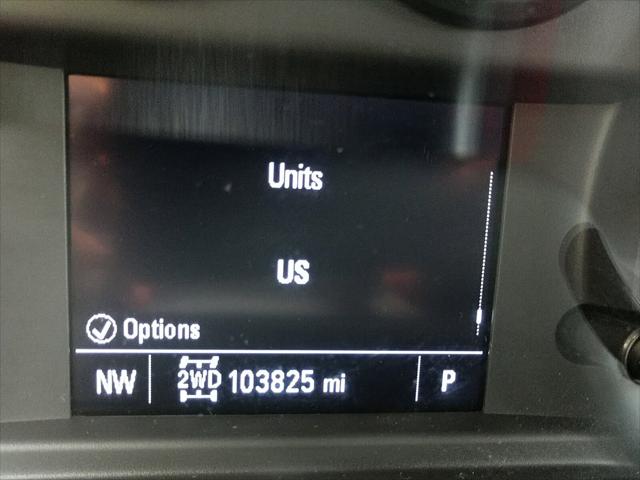 Units
US
Options
NW 2WD 103825 mi P